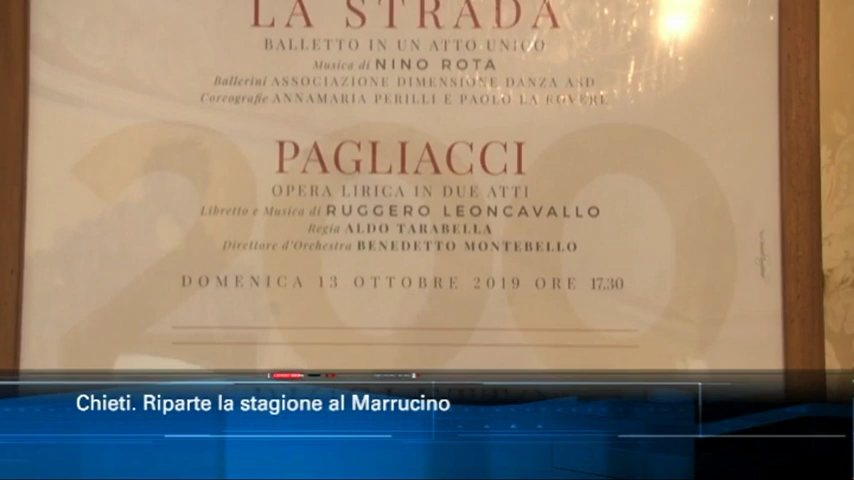 LA STRADA
BALLETTO IN UN ATTO UNICO
Musica di NINO ROTA
Ballerini ASSOCIAZIONE DIMENSIONE DANZA ASD
Coreografie ANNAMARIA PERILLI E PAOLO LA ROVERE
200
PAGLIACCI
OPERA LIRICA IN DUE ATTI
Libretto e Musica di RUGGERO LEONCAVALLO
Regia ALDO TARABELLA
Direttore d'Orchestra BENEDETTO MONTEBELLO
DOMENICA 13 OTTOBRE 2019 ORE 17.30
Chieti. Riparte la stagione al Marrucino